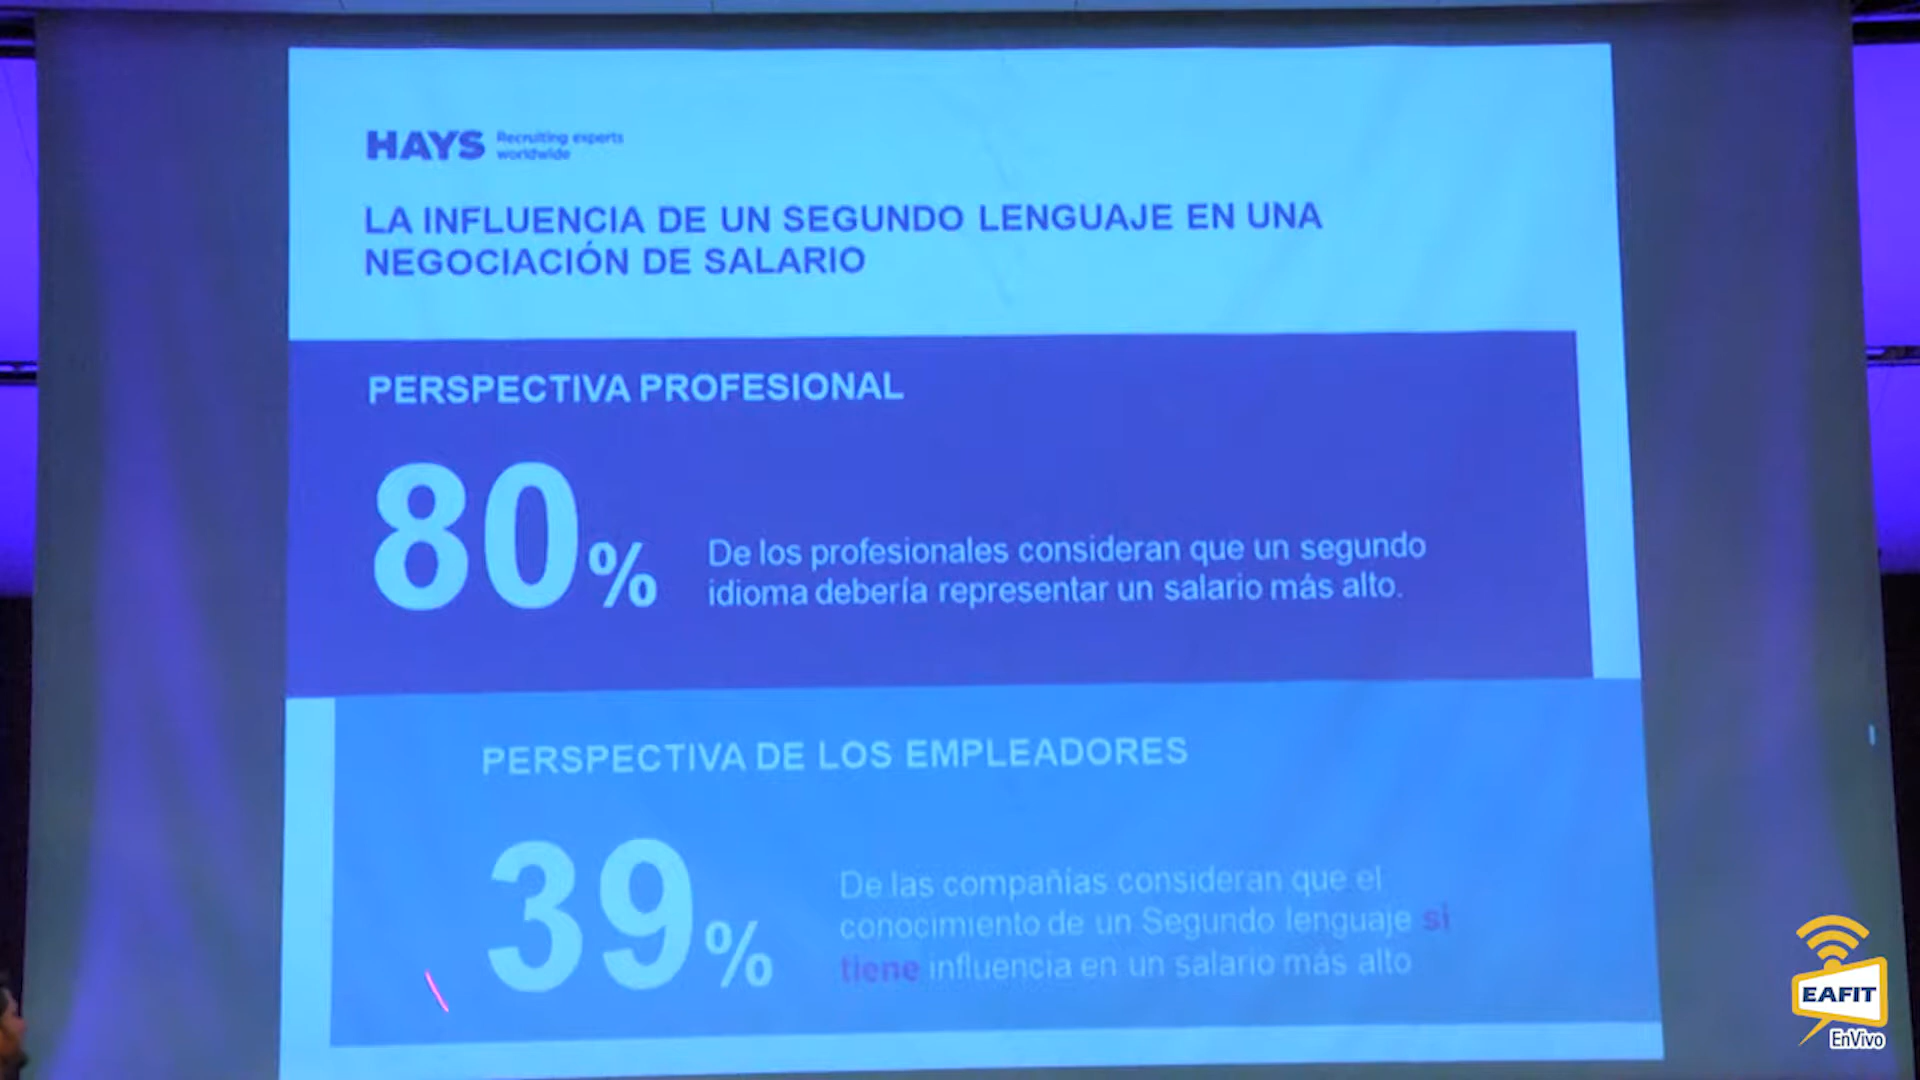 HAYS Recruiting experts
worldwide
LA INFLUENCIA DE UN SEGUNDO LENGUAJE EN UNA
NEGOCIACIÓN DE SALARIO
PERSPECTIVA PROFESIONAL
80%
De los profesionales consideran que un segundo
idioma debería representar un salario más alto.
PERSPECTIVA DE LOS EMPLEADORES
39%
De las compañías consideran que el
conocimiento de un Segundo lenguaje si
tiene influencia en un salario más alto
EAFIT
EnVivo